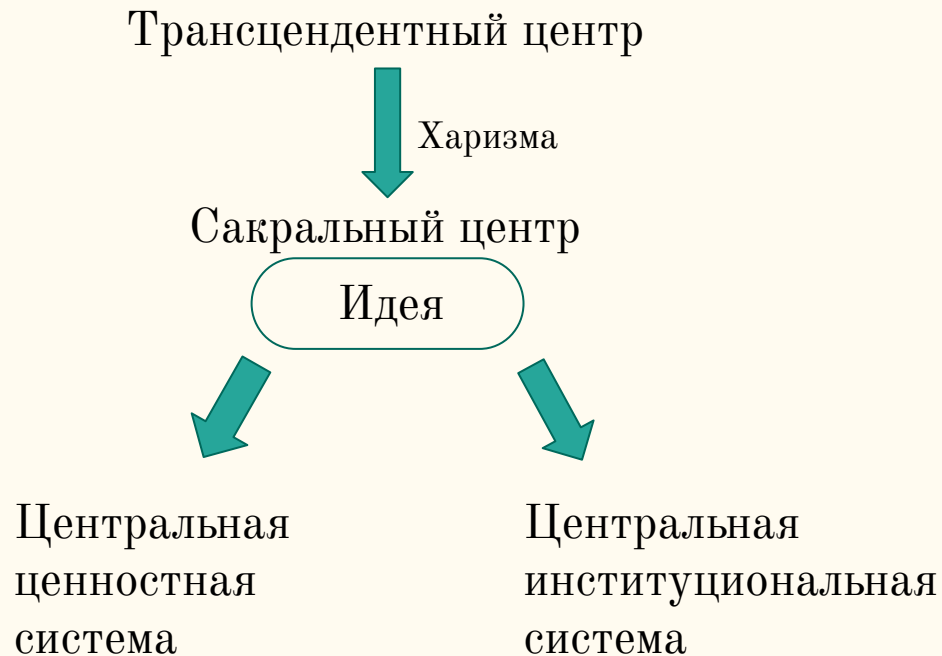 Трансцендентный центр
Харизма
Сакральный центр
Идея
Центральная
ценностная
система
Центральная
институциональная
система